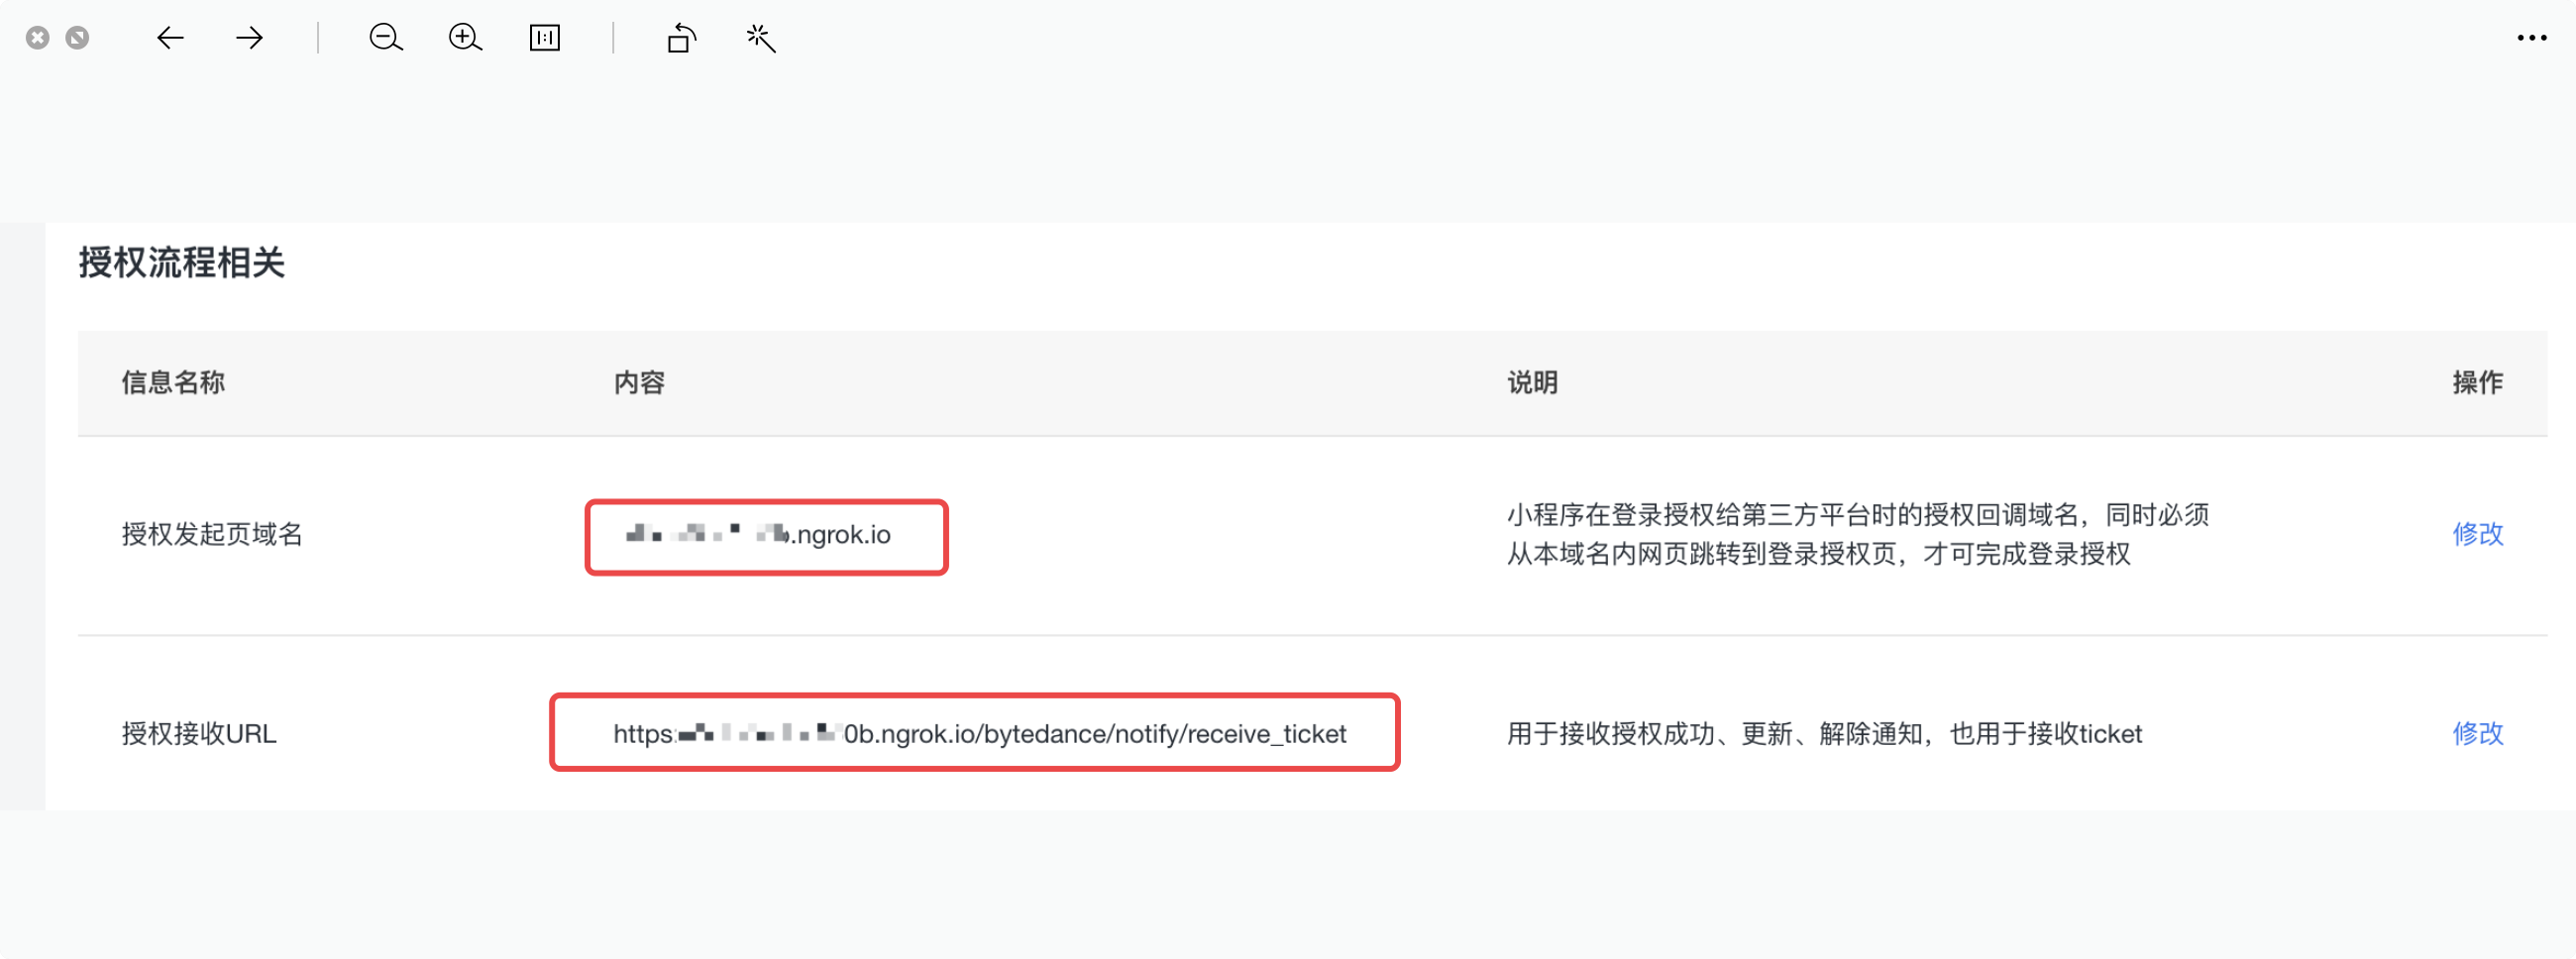 授权流程相关
信息名称 内容 说明 操作
授权发起页域名 .ngrok.io 小程序在登录授权给第三方平台时的授权回调域名，同时必须 修改
从本域名内网页跳转到登录授权页，才可完成登录授权
授权接收URL https: 0b.ngrok.io/bytedance/notify/receive_ticket 用于接收授权成功、更新、解除通知，也用于接收ticket 修改